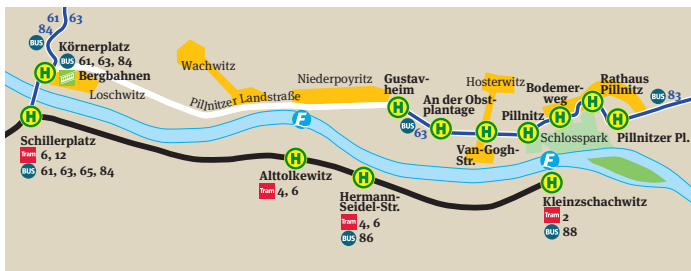 61 63
84
BUS
Körnerplatz
BUS 61, 63, 84
H
Bergbahnen
Loschwitz
Wachwitz
Pillnitzer Landstraße
Niederpoyritz
F
Gustav-
heim
H
BUS
63
An der Obst-
plantage
H
Hosterwitz
H
Van-Gogh-
Str.
Pillnitz
H
Bodemer-
weg
H
Rathaus
Pillnitz
H
BUS 83
H
Pillnitzer Pl.
Schlosspark
F
H
Schillerplatz
Tram 6, 12
BUS 61, 63, 65, 84
H
Alttolkewitz
Tram 4, 6
H
Hermann-
Seidel-Str.
Tram 4, 6
BUS 86
H
Kleinzschachwitz
Tram 2
BUS 88